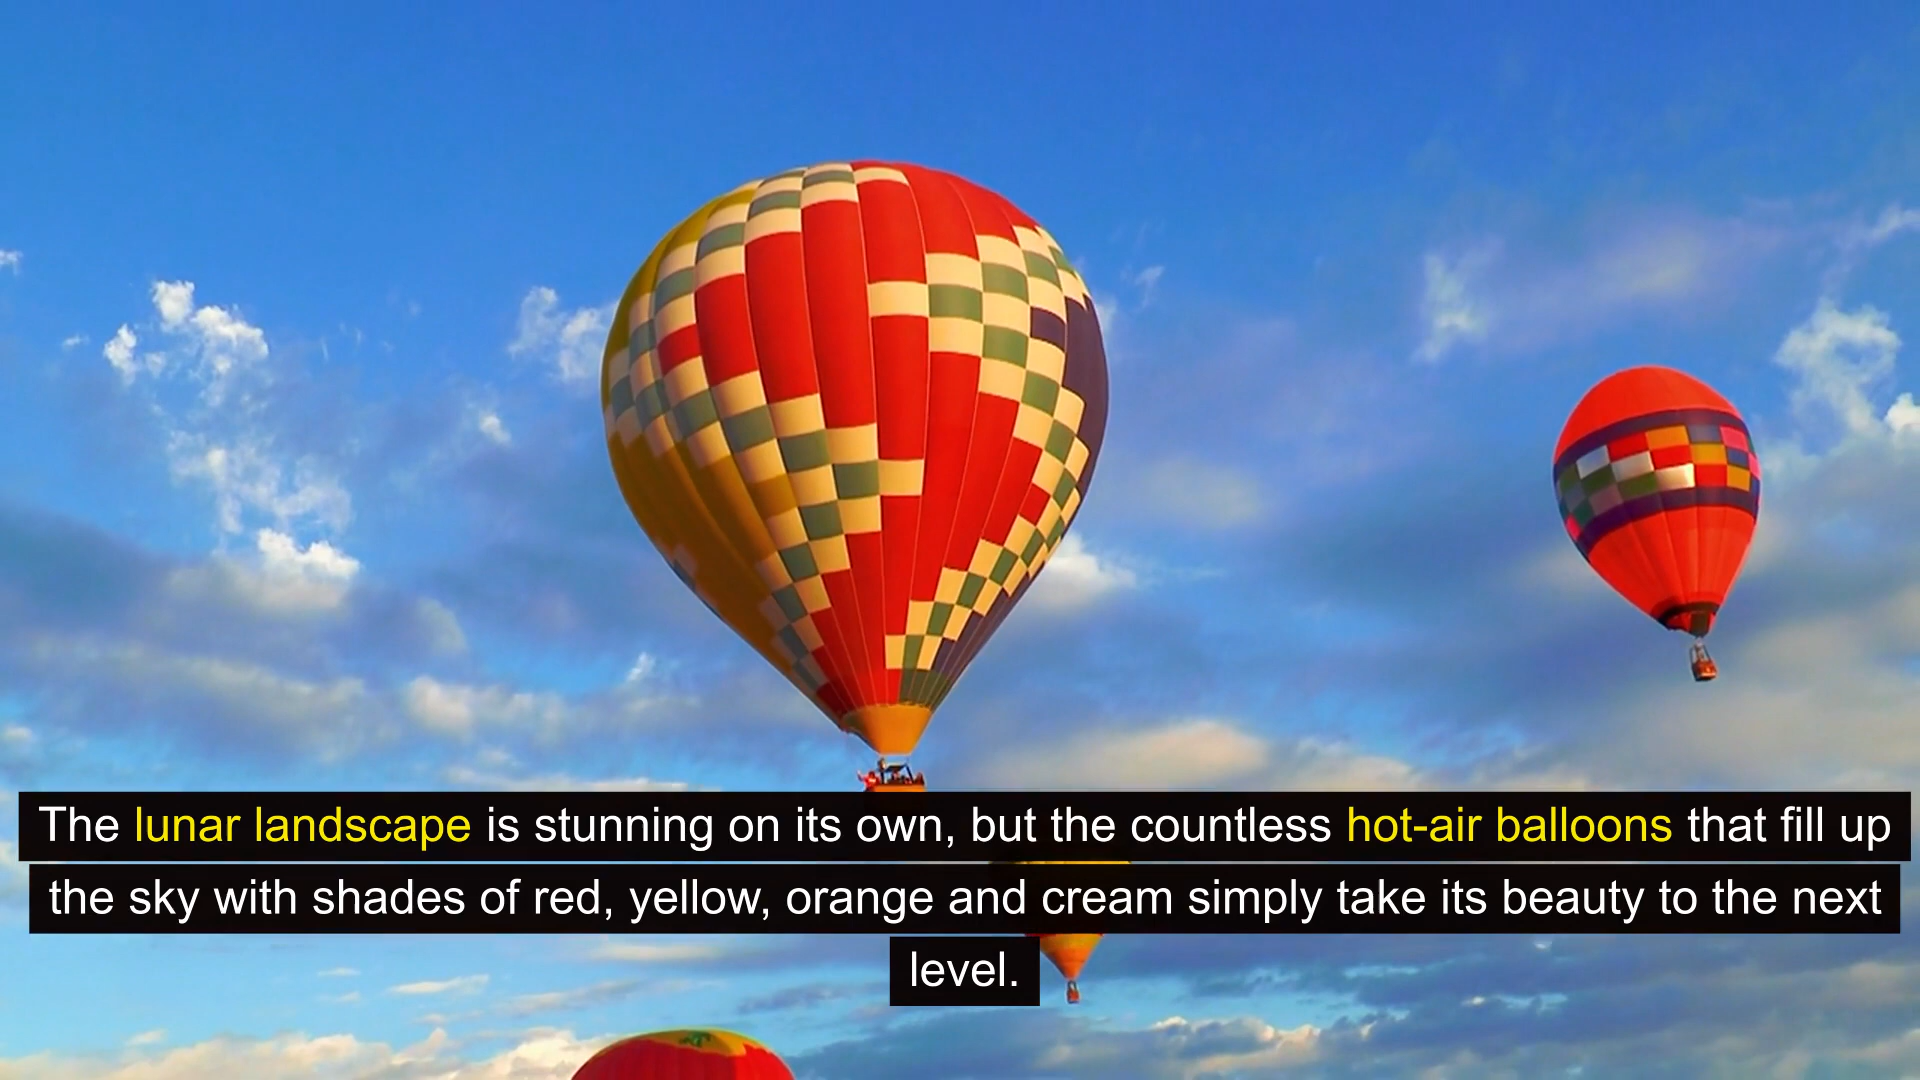 The lunar landscape is stunning on its own, but the countless hot-air balloons that fill up
the sky with shades of red, yellow, orange and cream simply take its beauty to the next
level.